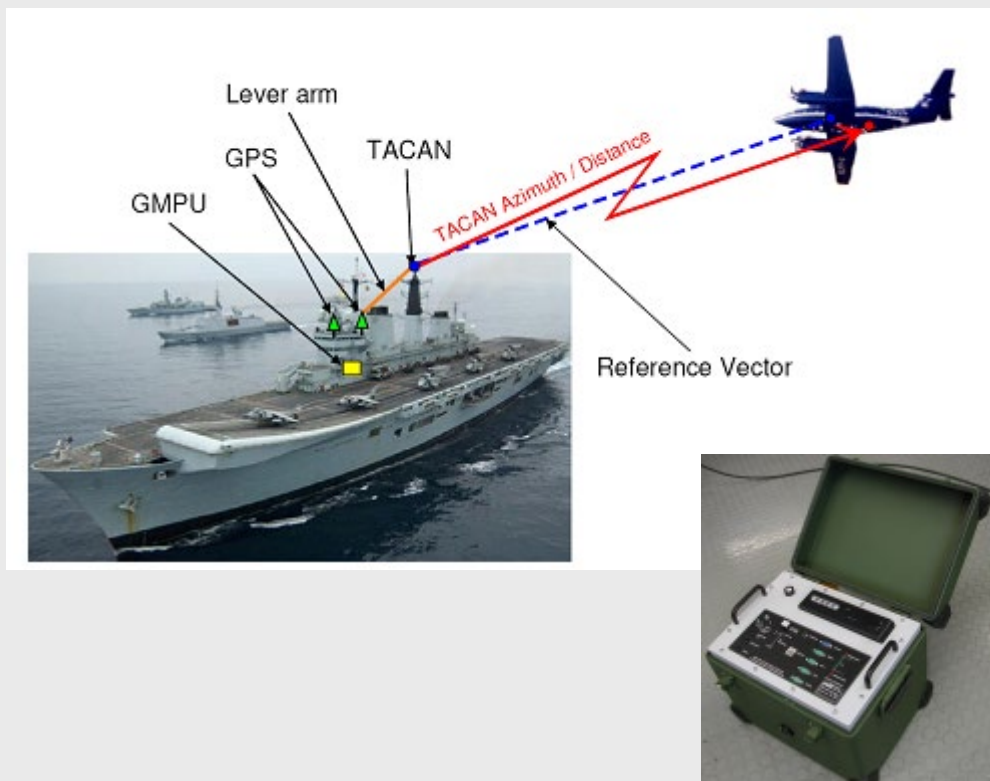 Lever arm
TACAN
GPS
GMPU
TACAN Azimuth / Distance
Reference Vector